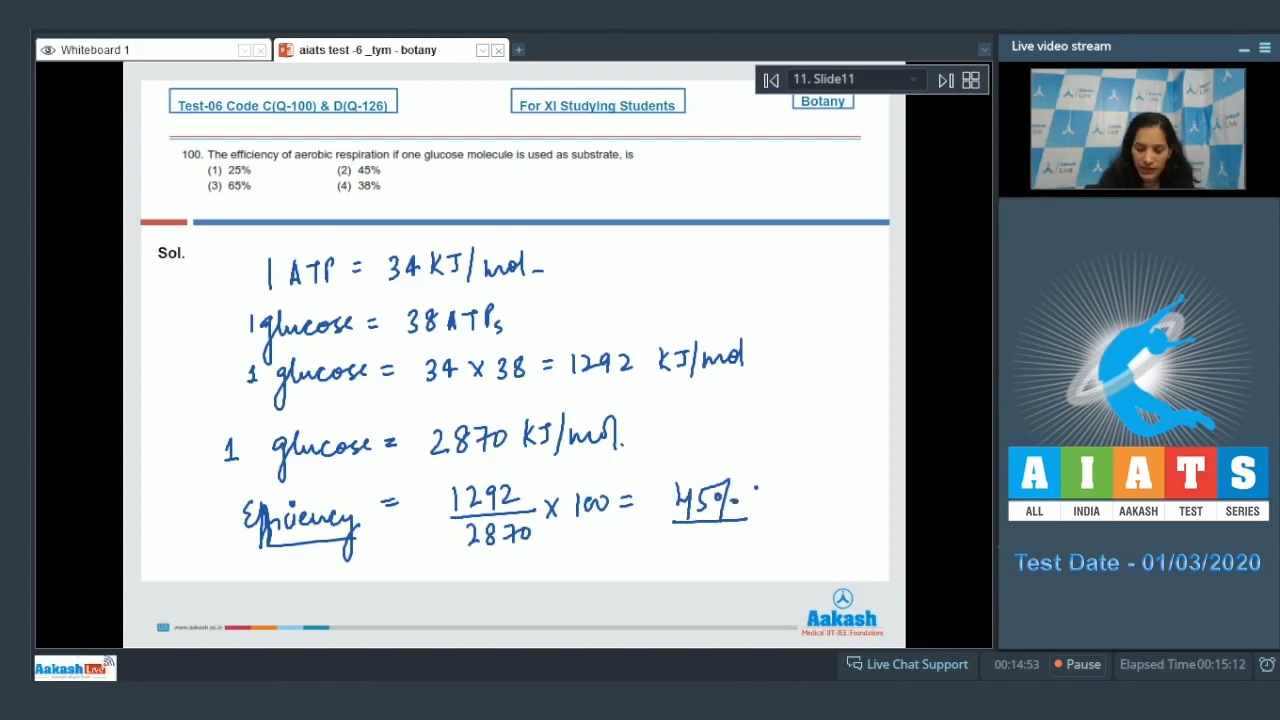 Whiteboard 1
aiats test -6 _tym - botany
Live video stream
11. Slide11
Test-06 Code C(Q-100) & D(Q-126)
For XI Studying Students
Botany
100. The efficiency of aerobic respiration if one glucose molecule is used as substrate, is
(1) 25% (2) 45%
(3) 65% (4) 38%
Sol.
1 ATP = 34 KJ/mol
1 glucose = 38 ATPs
1 glucose = 34 x 38 = 1292 KJ/mol
1 glucose = 2870 KJ/mol.
Efficiency = 1292/2870 x 100 = 45%.
www.aakash.ac.in
Aakash
Medical|IIT-JEE|Foundations
Aakash Live
A I A T S
ALL INDIA AAKASH TEST SERIES
Test Date - 01/03/2020
Live Chat Support
00:14:53
Pause
Elapsed Time 00:15:12